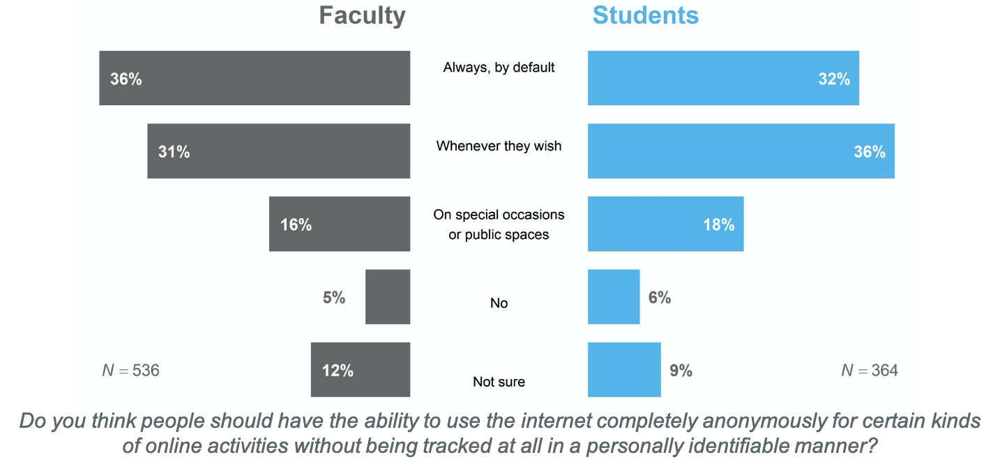 Faculty
Students
36%
Always, by default
32%
31%
Whenever they wish
36%
16%
On special occasions
or public spaces
18%
5%
No
6%
N = 536
12%
Not sure
9%
N = 364
Do you think people should have the ability to use the internet completely anonymously for certain kinds
of online activities without being tracked at all in a personally identifiable manner?